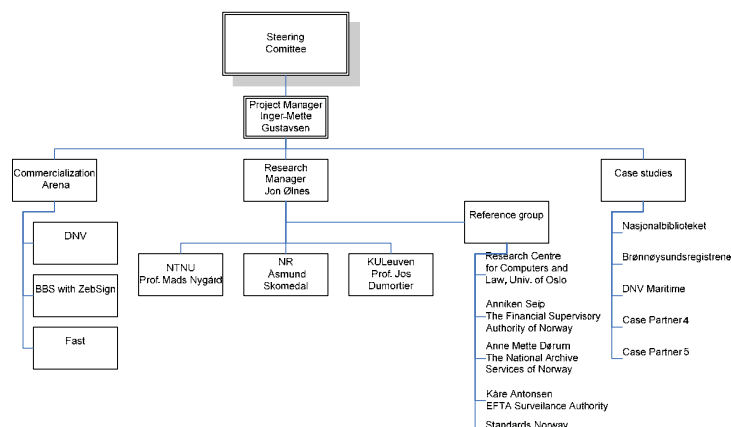 Steering
Comittee
Project Manager
Inger-Mette
Gustavsen
Commercialization
Arena
Research
Manager
Jon Ølnes
Case studies
Reference group
DNV
BBS with ZebSign
Fast
NTNU
Prof. Mads Nygård
NR
Åsmund
Skomedal
KULeuven
Prof. Jos
Dumortier
Research Centre
for Computers and
Law, Univ. of Oslo
Anniken Seip
The Financial Supervisory
Authority of Norway
Anne Mette Dørum
The National Archive
Services of Norway
Kåre Antonsen
EFTA Surveilance Authority
Standards Norway
Nasjonalbiblioteket
Brønnøysundsregistrene
DNV Maritime
Case Partner 4
Case Partner 5